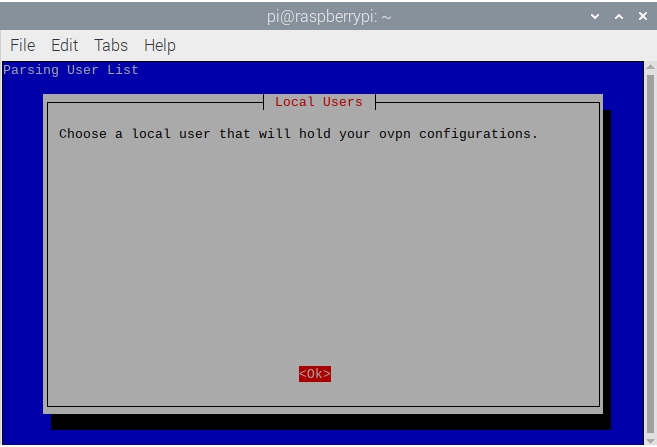 pi@raspberrypi: ~
File Edit Tabs Help
Parsing User List
Local Users
Choose a local user that will hold your ovpn configurations.
<Ok>